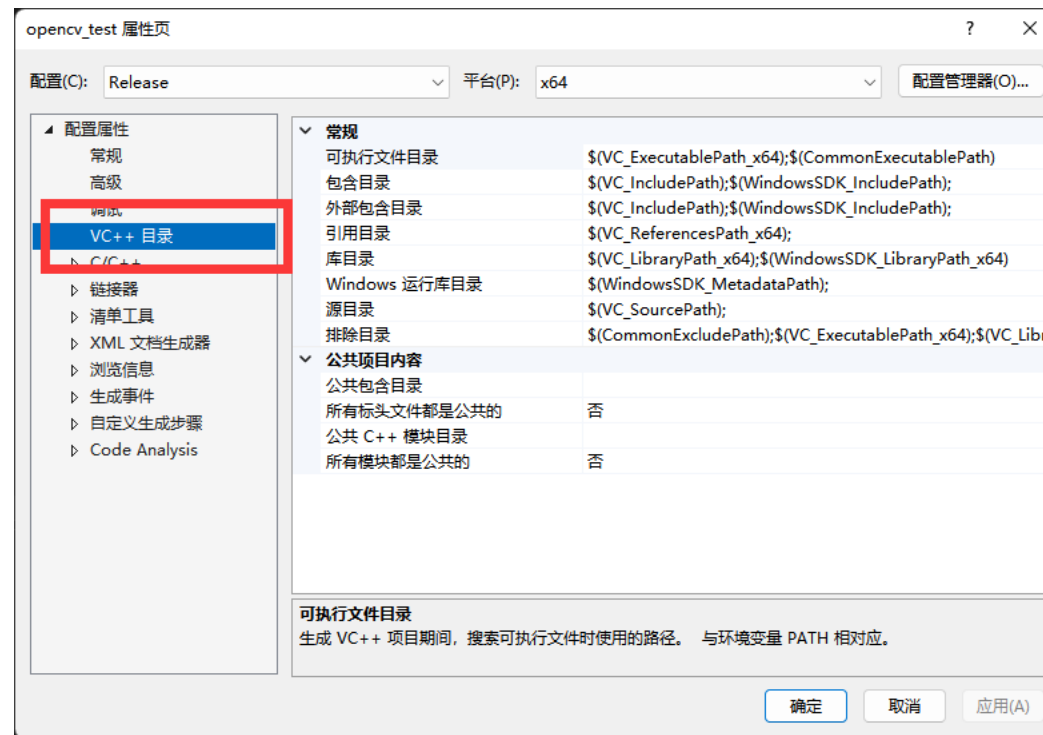 opencv_test 属性页
配置(C): Release 平台(P): x64 配置管理器(O)...
配置属性
常规
高级
调试
VC++ 目录
C/C++
链接器
清单工具
XML 文档生成器
浏览信息
生成事件
自定义生成步骤
Code Analysis
常规
可执行文件目录 $(VC_ExecutablePath_x64);$(CommonExecutablePath)
包含目录 $(VC_IncludePath);$(WindowsSDK_IncludePath);
外部包含目录 $(VC_IncludePath);$(WindowsSDK_IncludePath);
引用目录 $(VC_ReferencesPath_x64);
库目录 $(VC_LibraryPath_x64);$(WindowsSDK_LibraryPath_x64)
Windows 运行库目录 $(WindowsSDK_MetadataPath);
源目录 $(VC_SourcePath);
排除目录 $(CommonExcludePath);$(VC_ExecutablePath_x64);$(VC_Libr
公共项目内容
公共包含目录
所有标头文件都是公共的 否
公共 C++ 模块目录
所有模块都是公共的 否
可执行文件目录
生成 VC++ 项目期间，搜索可执行文件时使用的路径。 与环境变量 PATH 相对应。
确定 取消 应用(A)